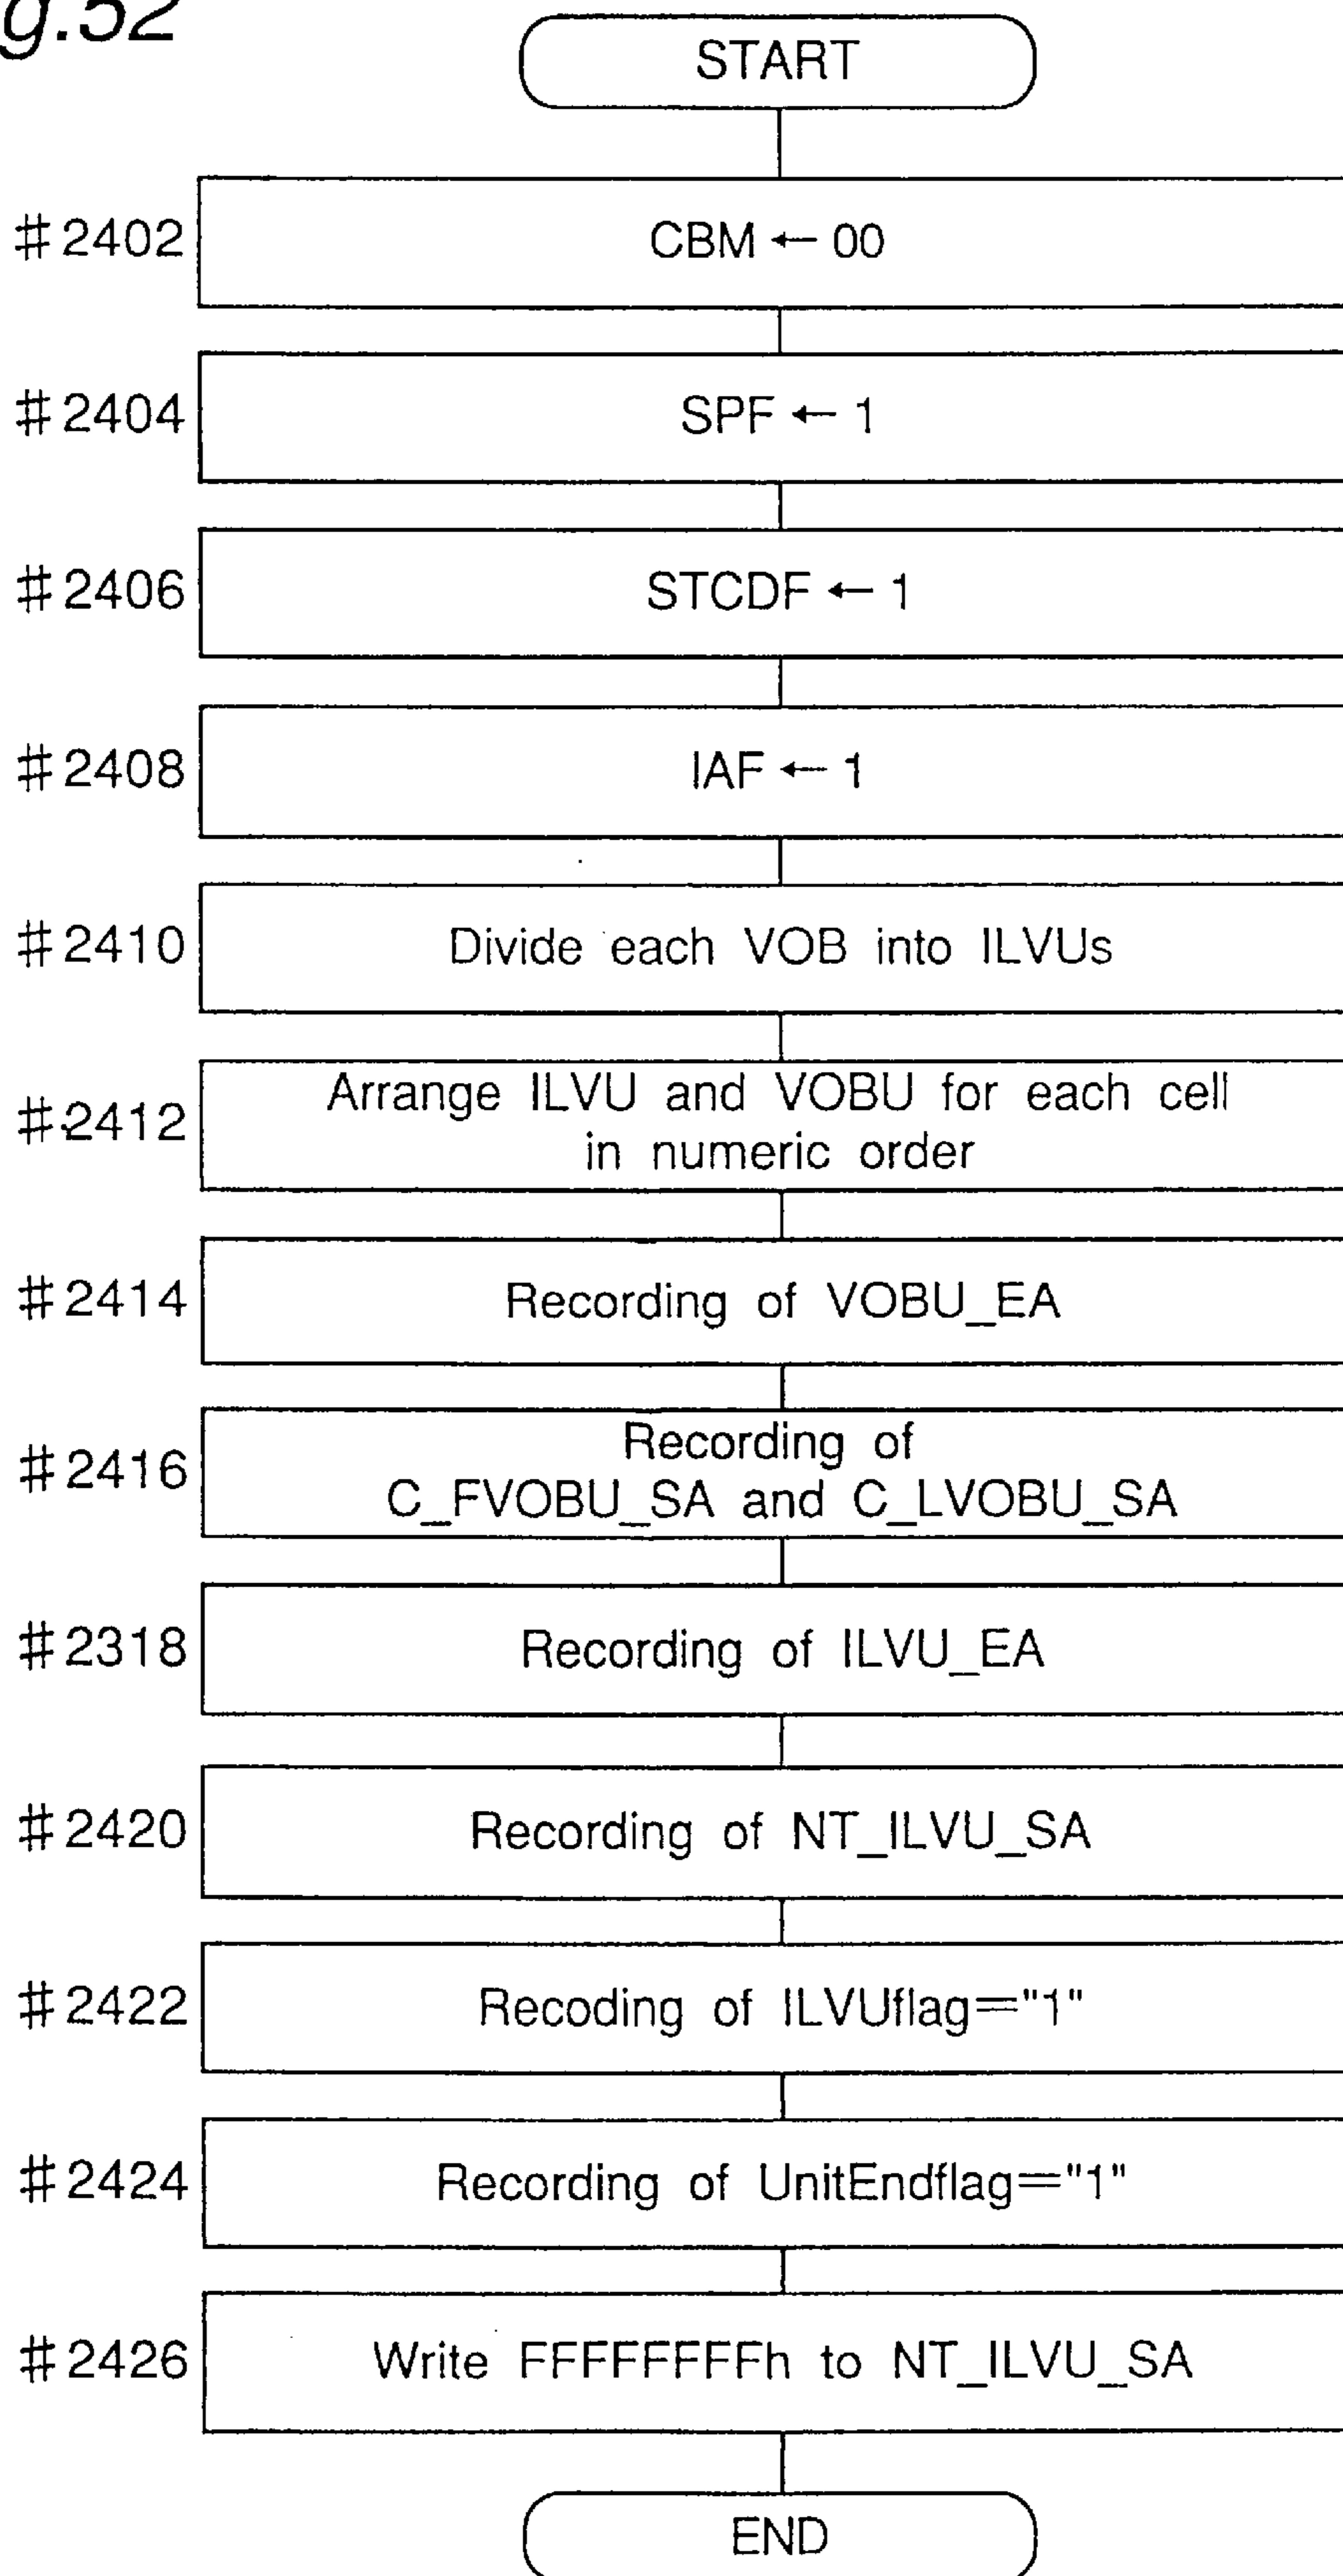 g.52
START
#2402
CBM ← 00
#2404
SPF ← 1
#2406
STCDF ← 1
#2408
IAF ← 1
#2410
Divide each VOB into ILVUs
#2412
Arrange ILVU and VOBU for each cell
in numeric order
#2414
Recording of VOBU_EA
#2416
Recording of
C_FVOBU_SA and C_LVOBU_SA
#2318
Recording of ILVU_EA
#2420
Recording of NT_ILVU_SA
#2422
Recoding of ILVUflag="1"
#2424
Recording of UnitEndflag="1"
#2426
Write FFFFFFFFh to NT_ILVU_SA
END